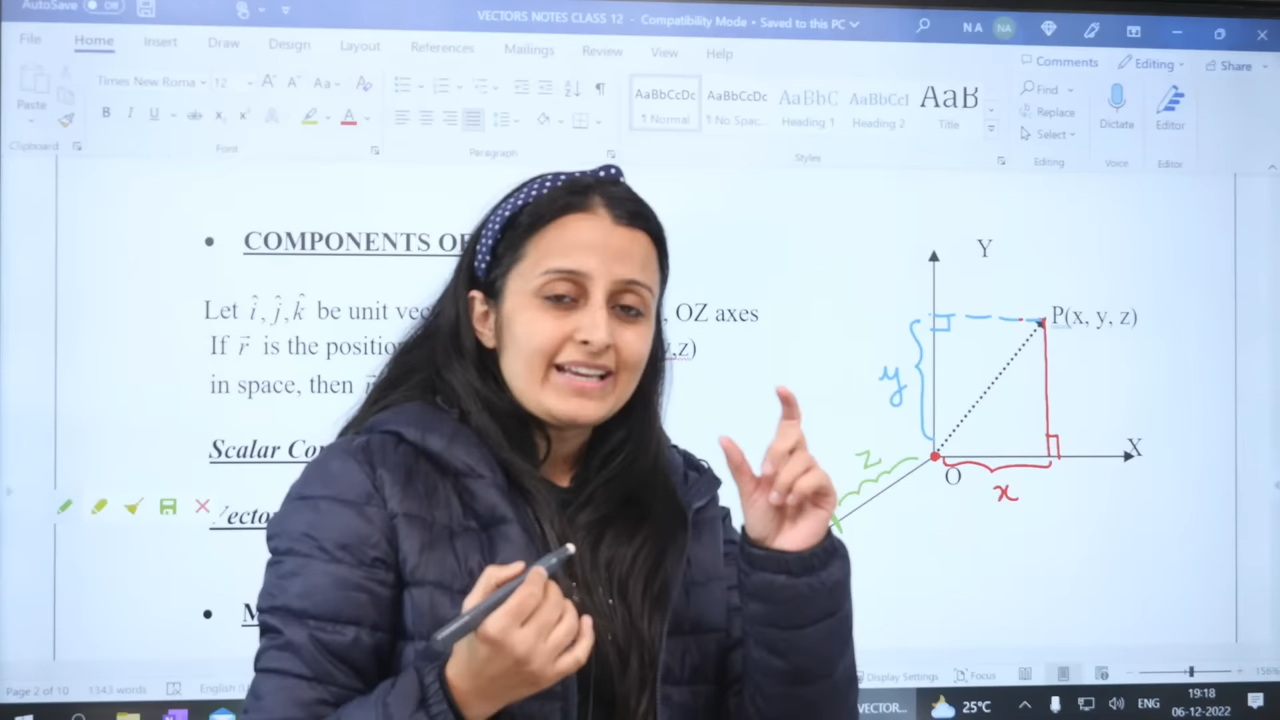 AutoSave Off
VECTORS NOTES CLASS 12 - Compatibility Mode • Saved to this PC
N A NA
File Home Insert Draw Design Layout References Mailings Review View Help
Comments Editing Share
Times New Roma 12 A A Aa A
Paste
B I U ab x x A A
AaBbCcDc AaBbCcDc AaBbC AaBbCcI AaB
¶ Normal ¶ No Spac... Heading 1 Heading 2 Title
Find
Replace
Select
Dictate Editor
Clipboard Font Paragraph Styles Editing Voice Editor
• COMPONENTS OF
Let î, ĵ, k̂ be unit vec , OZ axes
If r⃗ is the positio ,z)
in space, then
Scalar Co
Vecto
• M
Y
P(x, y, z)
y
z
O
X
x
Page 2 of 10 1343 words English
Display Settings Focus 156%
VECTOR... 25°C ENG 19:18
06-12-2022